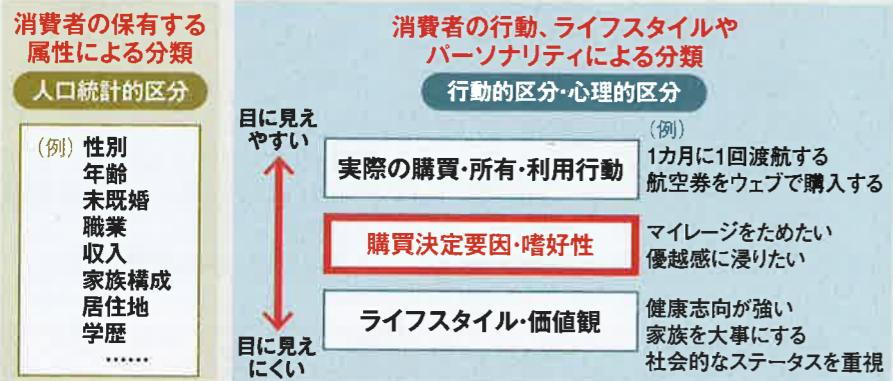 消費者の保有する
属性による分類
人口統計的区分
(例) 性別
年齢
未既婚
職業
収入
家族構成
居住地
学歴
……
消費者の行動、ライフスタイルや
パーソナリティによる分類
行動的区分・心理的区分
目に見え
やすい
目に見え
にくい
実際の購買・所有・利用行動
(例)
1カ月に1回渡航する
航空券をウェブで購入する
購買決定要因・嗜好性
マイレージをためたい
優越感に浸りたい
ライフスタイル・価値観
健康志向が強い
家族を大事にする
社会的なステータスを重視